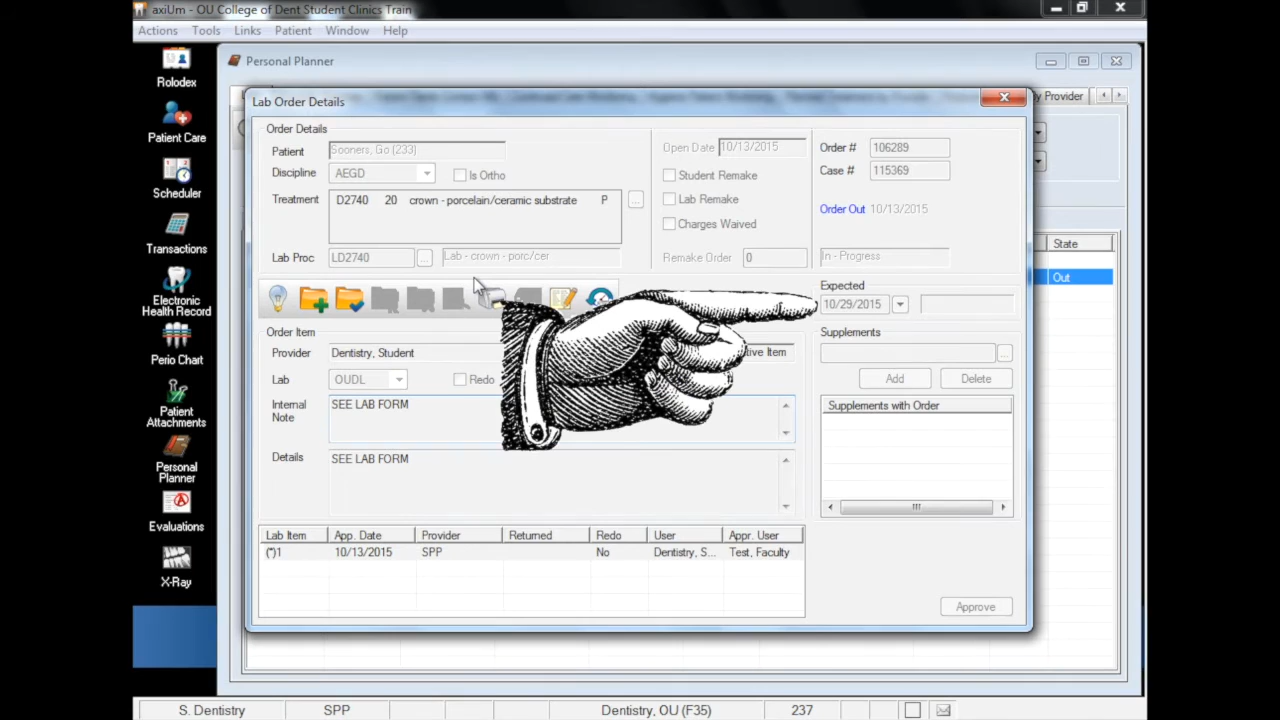 axiUm - OU College of Dent Student Clinics Train
Actions Tools Links Patient Window Help
Rolodex
Patient Care
Scheduler
Transactions
Electronic
Health Record
Perio Chart
Patient
Attachments
Personal
Planner
Evaluations
X-Ray
Personal Planner
y Provider
State
Out
Lab Order Details
Order Details
Patient Sooners, Go (233)
Discipline AEGD Is Ortho
Treatment D2740 20 crown - porcelain/ceramic substrate P ...
Lab Proc LD2740 ... Lab - crown - porc/cer
Open Date 10/13/2015
Student Remake
Lab Remake
Charges Waived
Remake Order 0
Order # 106289
Case # 115369
Order Out 10/13/2015
In - Progress
Expected
10/29/2015
Order Item
Provider Dentistry, Student tive Item
Lab OUDL Redo
Internal
Note
SEE LAB FORM
Details SEE LAB FORM
Supplements
...
Add Delete
Supplements with Order
Lab Item App. Date Provider Returned Redo User Appr. User
(*)1 10/13/2015 SPP No Dentistry, S... Test, Faculty
Approve
S. Dentistry SPP Dentistry, OU (F35) 237